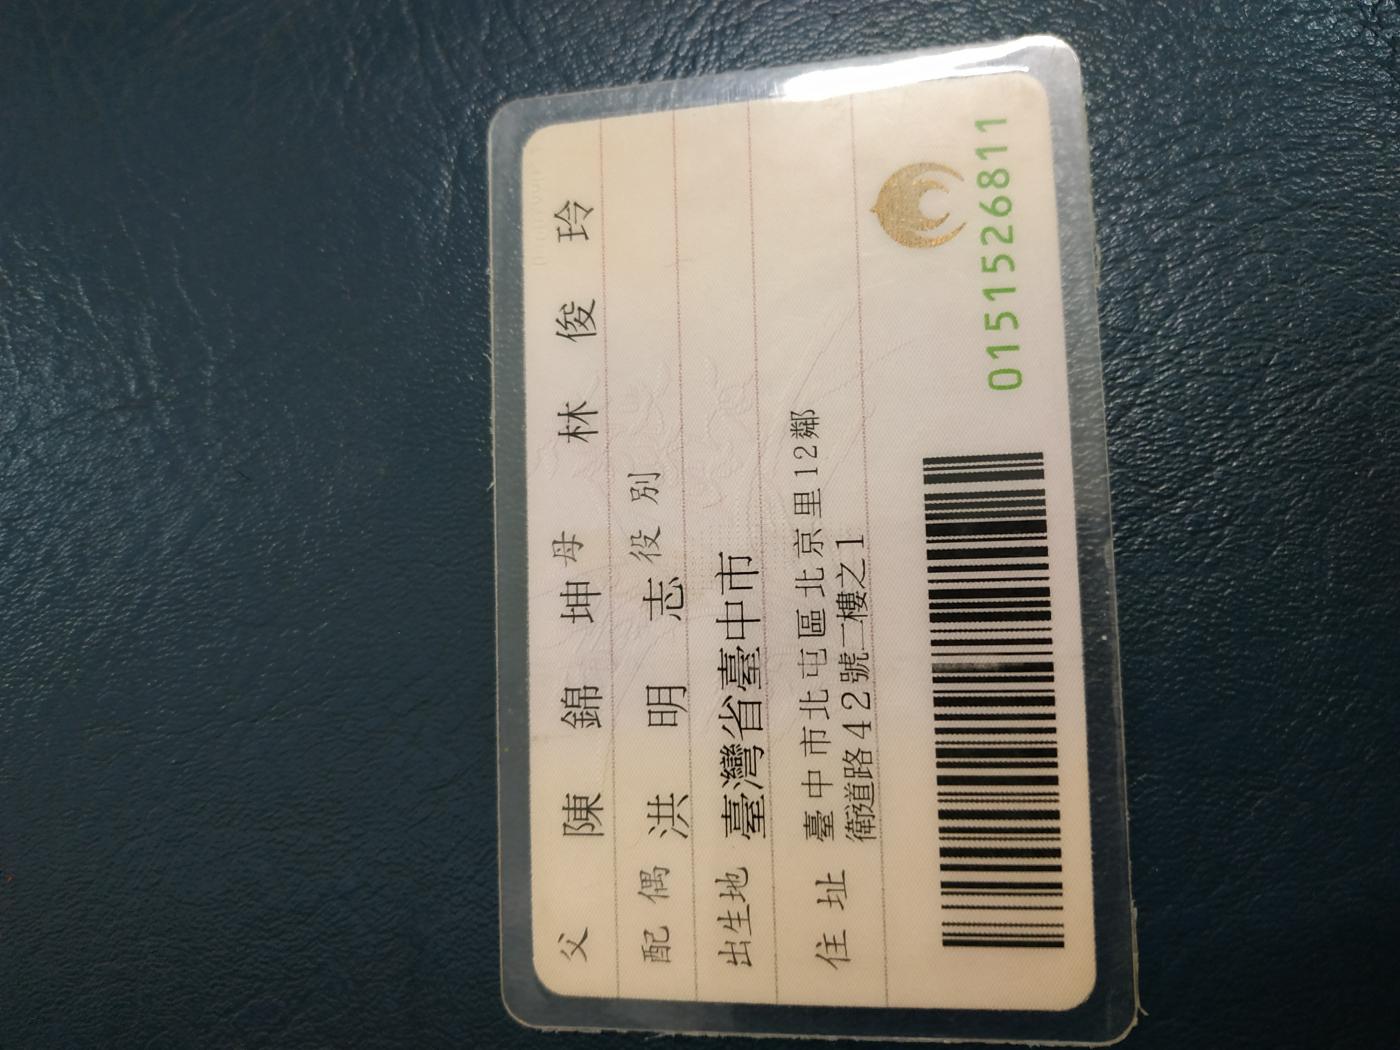 父 陳錦坤 母 林俊玲
配偶 洪明志 役別
出生地 臺灣省臺中市
住址 臺中市北屯區北京里12鄰
衛道路42號二樓之1
0151526811